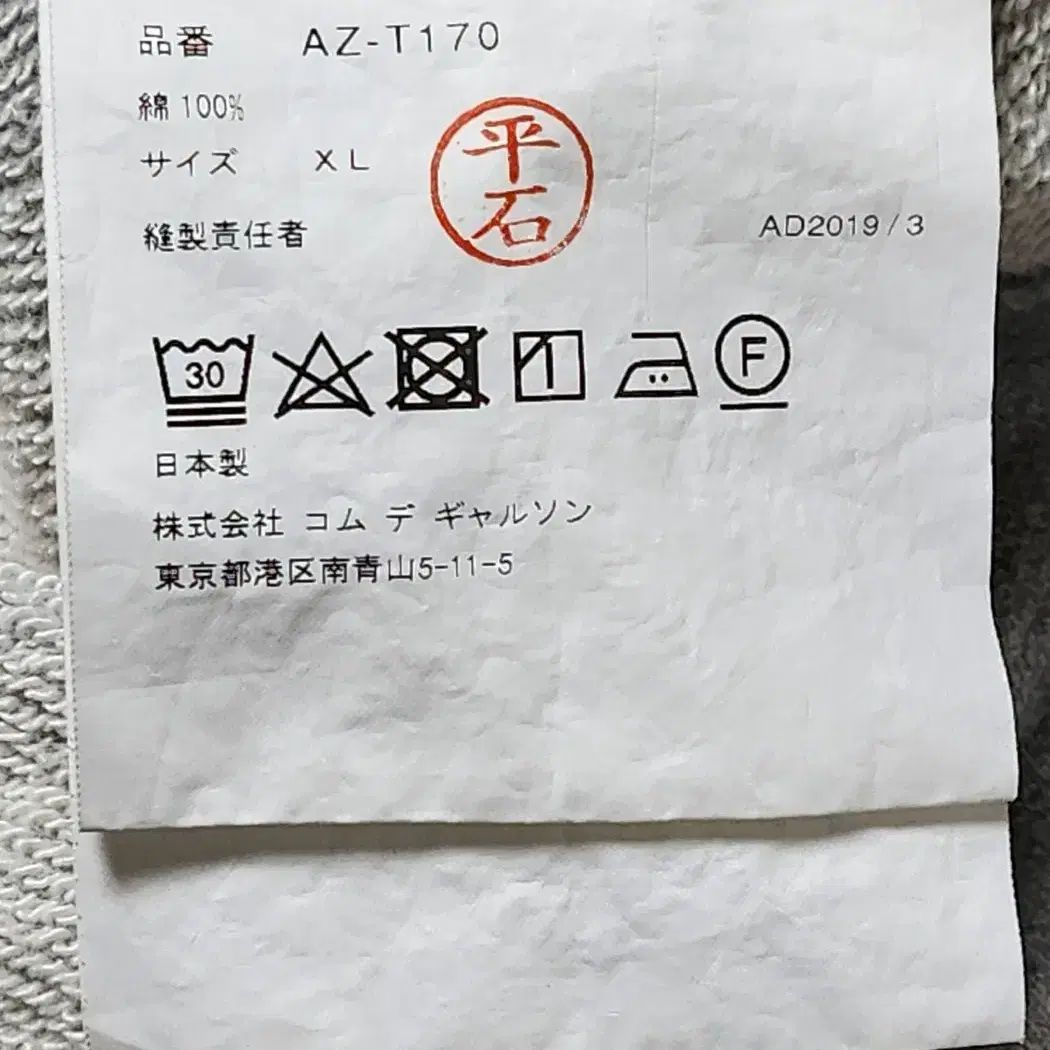 品番 AZ-T170
綿 100%
サイズ XL
平石
縫製責任者
AD2019/3
30
F
日本製
株式会社 コム デ ギャルソン
東京都港区南青山5-11-5